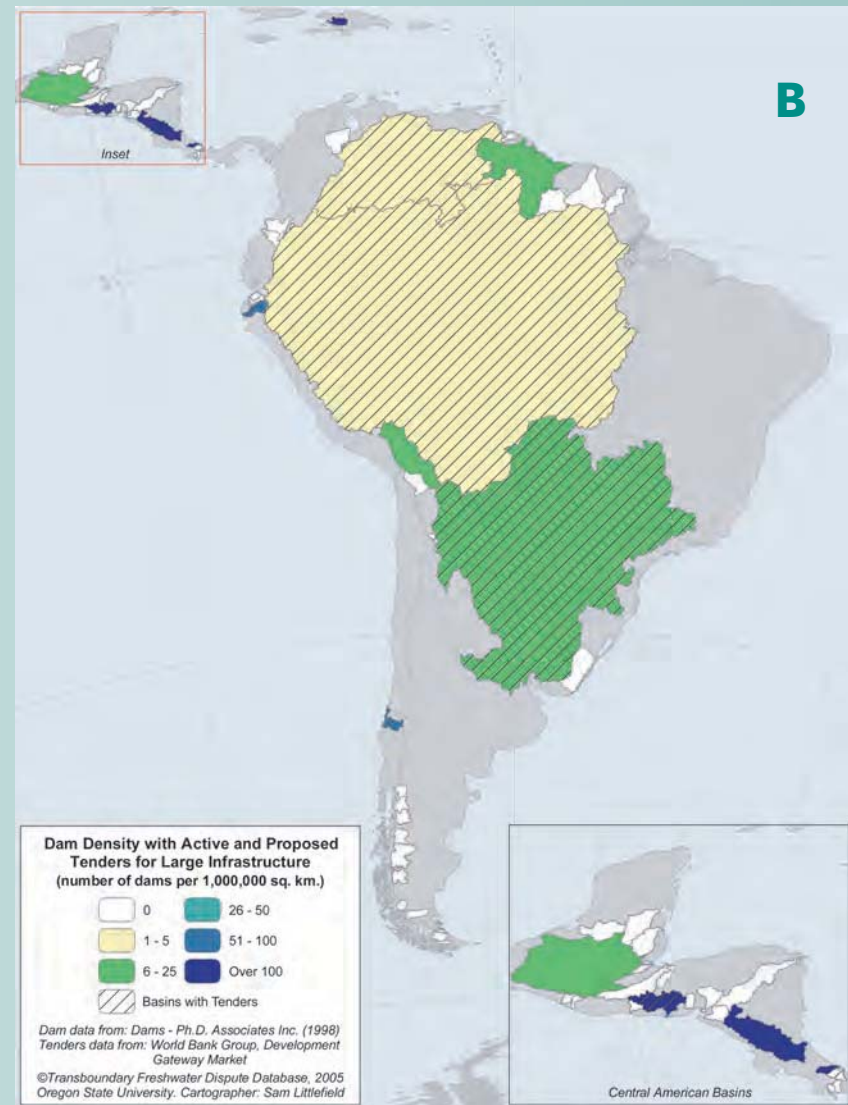 B
Inset
Dam Density with Active and Proposed
Tenders for Large Infrastructure
(number of dams per 1,000,000 sq. km.)
0
26 - 50
1 - 5
51 - 100
6 - 25
Over 100
Basins with Tenders
Dam data from: Dams - Ph.D. Associates Inc. (1998)
Tenders data from: World Bank Group, Development
Gateway Market
©Transboundary Freshwater Dispute Database, 2005
Oregon State University. Cartographer: Sam Littlefield
Central American Basins